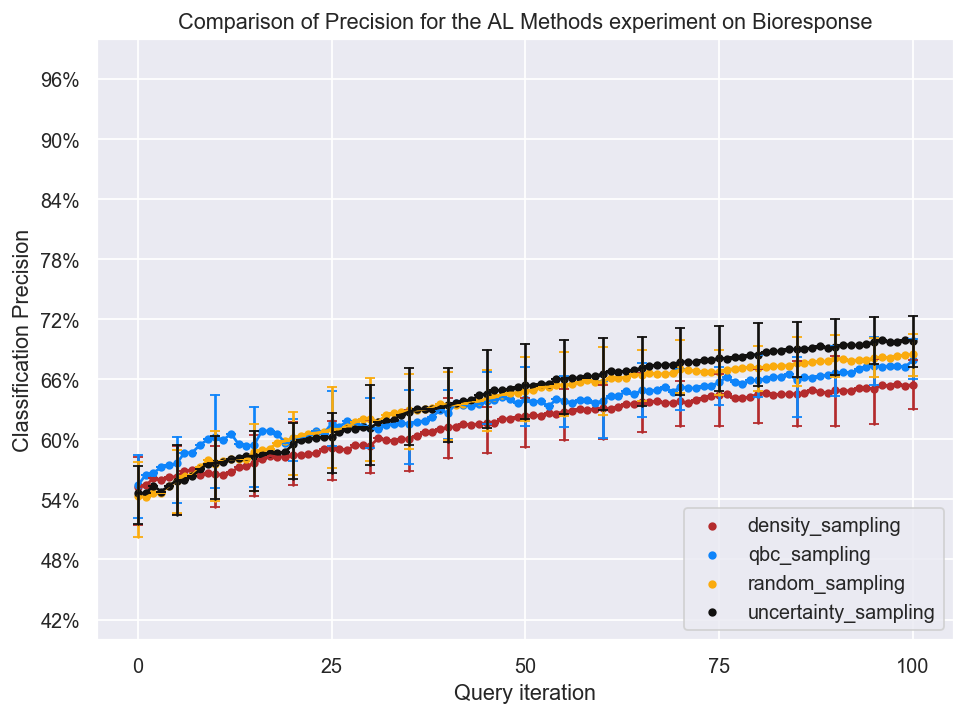 Comparison of Precision for the AL Methods experiment on Bioresponse
Classification Precision
96%
90%
84%
78%
72%
66%
60%
54%
48%
42%
density_sampling
qbc_sampling
random_sampling
uncertainty_sampling
0
25
50
75
100
Query iteration